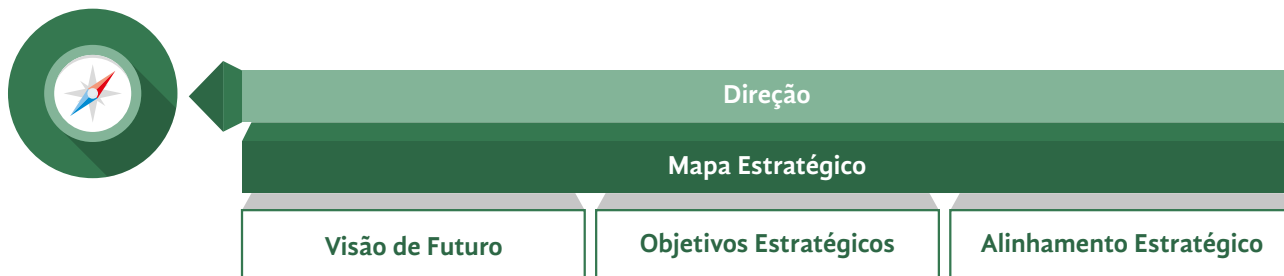 Direção
Mapa Estratégico
Visão de Futuro
Objetivos Estratégicos
Alinhamento Estratégico